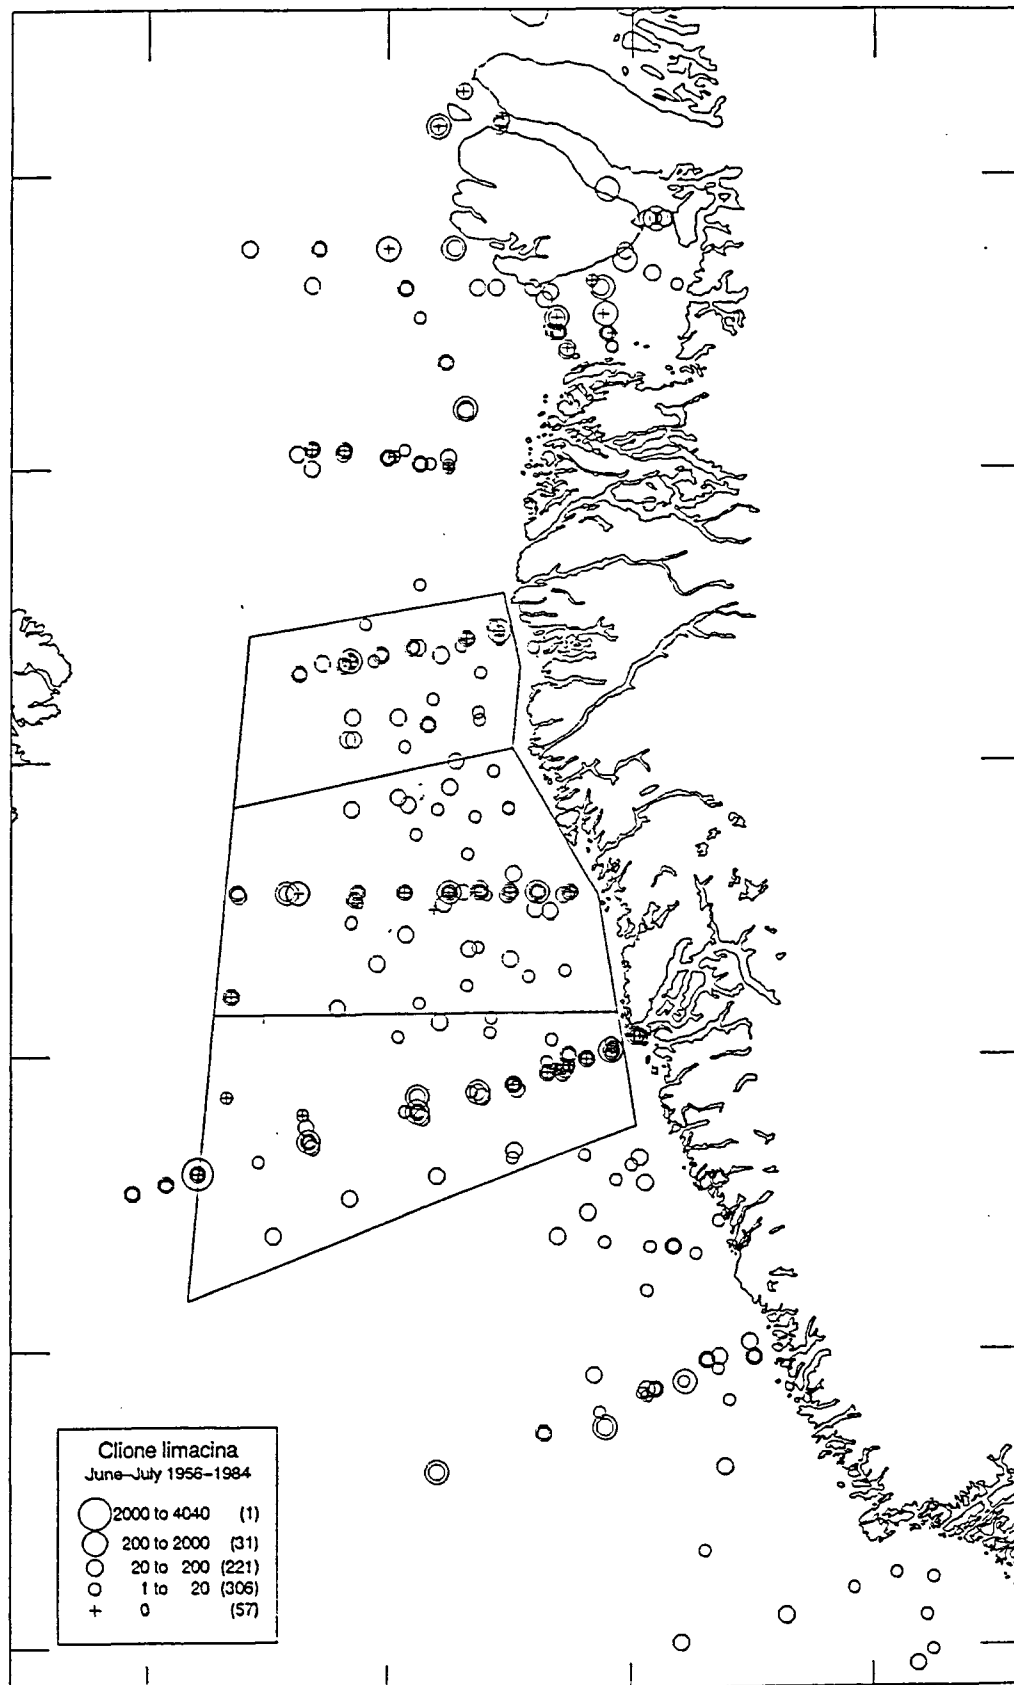 Clione limacina
June-July 1956-1984
2000 to 4040 (1)
200 to 2000 (31)
20 to 200 (221)
1 to 20 (306)
0 (57)